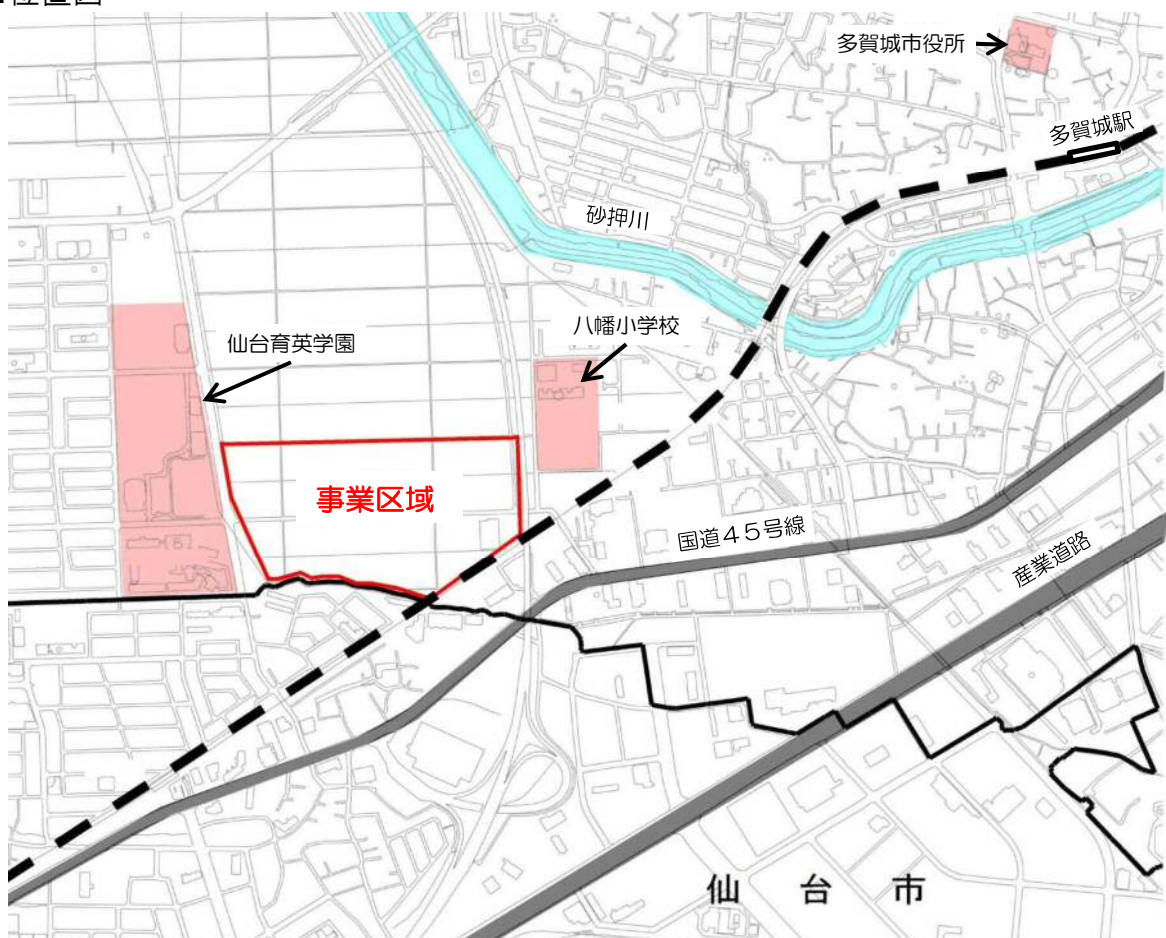 位置図
多賀城市役所
多賀城駅
砂押川
仙台育英学園
八幡小学校
事業区域
国道４５号線
産業道路
仙台市